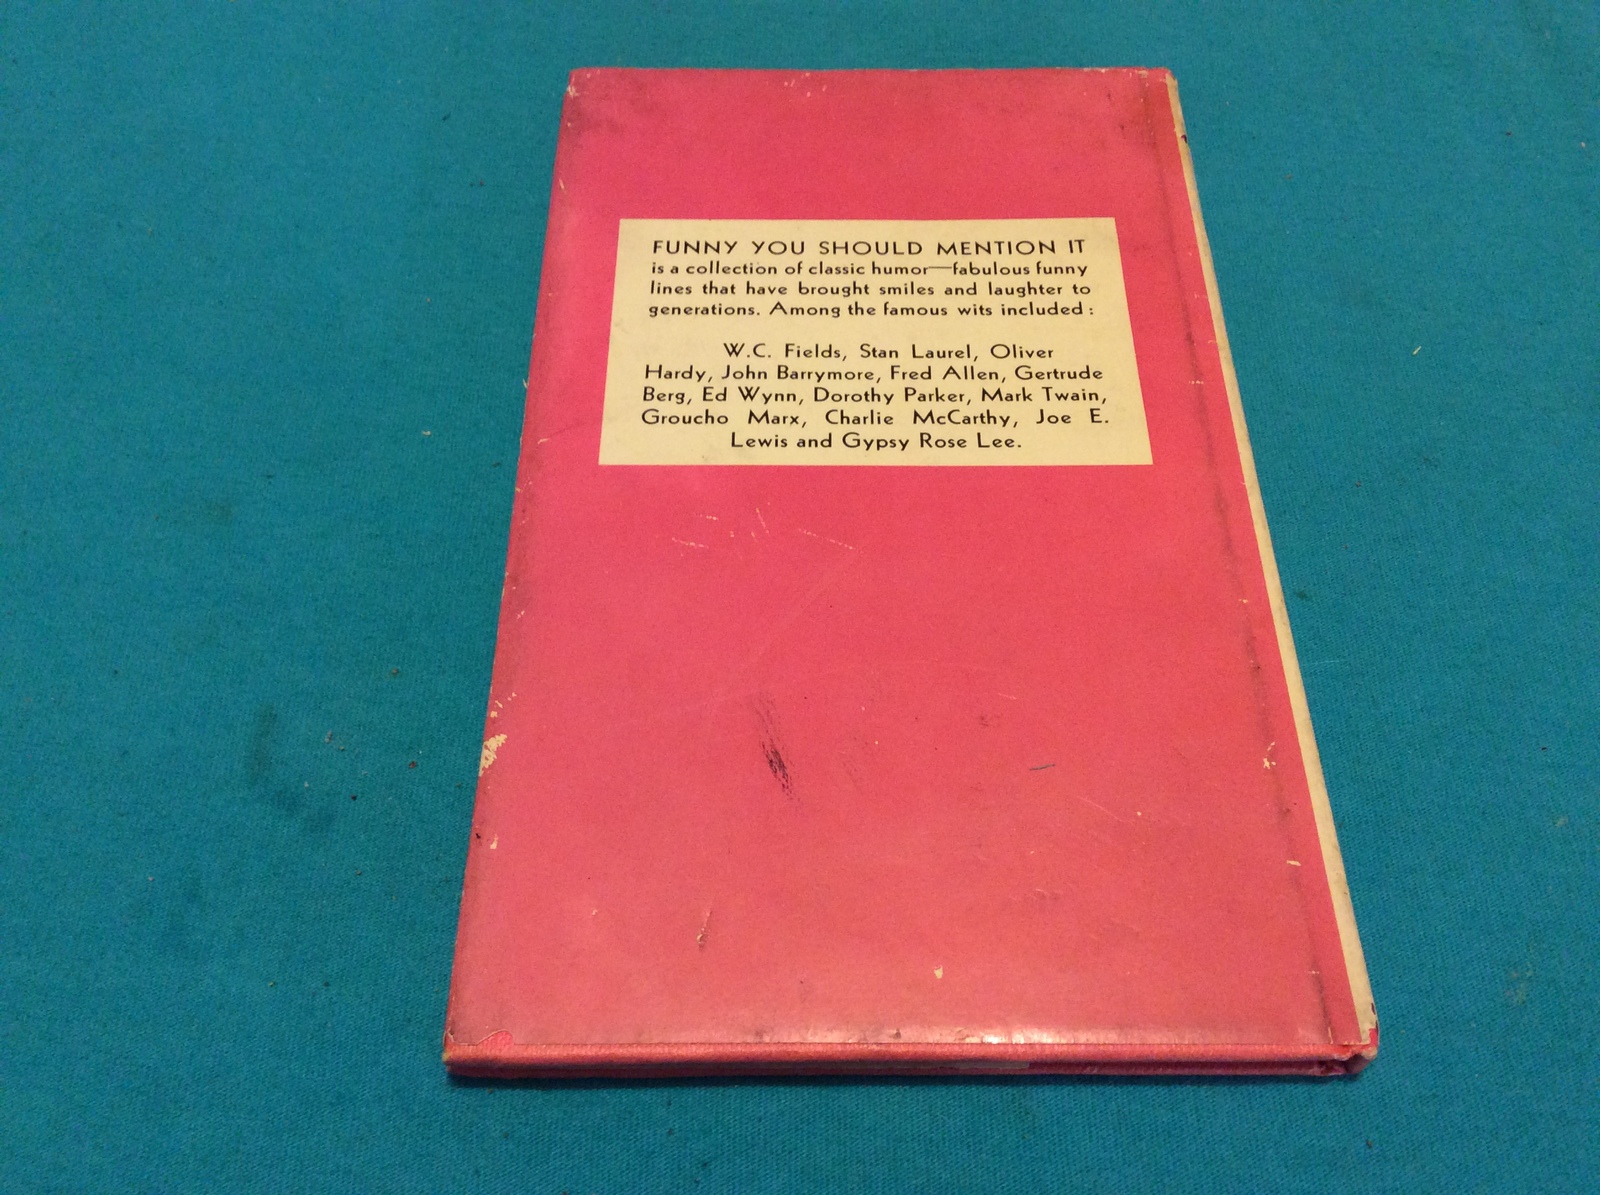 FUNNY YOU SHOULD MENTION IT
is a collection of classic humor—fabulous funny
lines that have brought smiles and laughter to
generations. Among the famous wits included:
W.C. Fields, Stan Laurel, Oliver
Hardy, John Barrymore, Fred Allen, Gertrude
Berg, Ed Wynn, Dorothy Parker, Mark Twain,
Groucho Marx, Charlie McCarthy, Joe E.
Lewis and Gypsy Rose Lee.